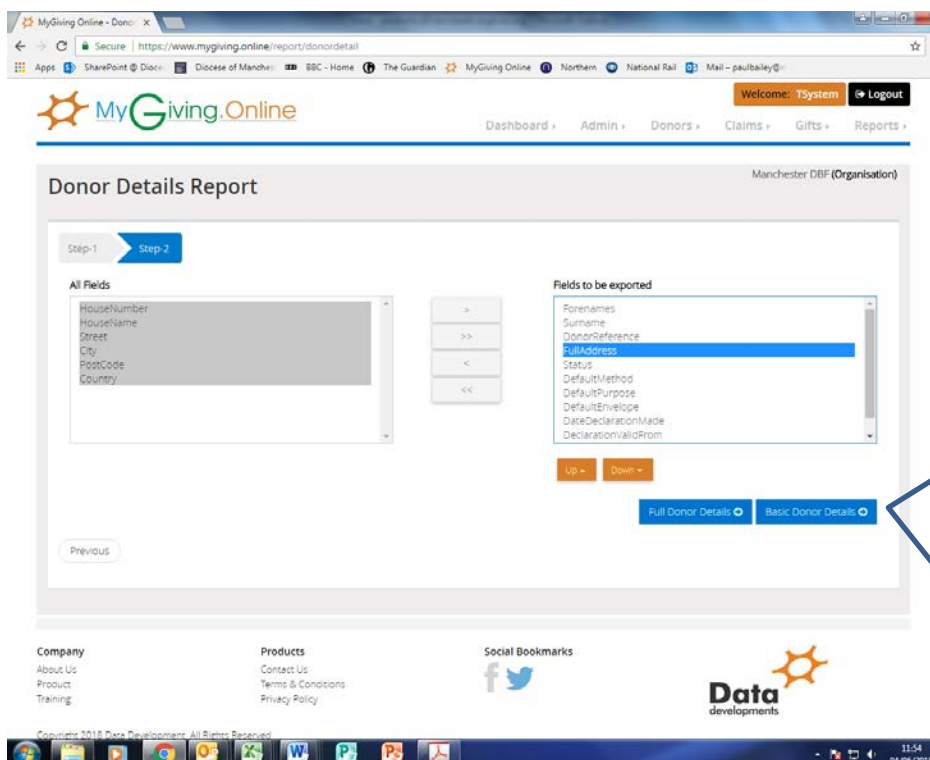 MyGiving Online - Donor
Secure | https://www.mygiving.online/report/donordetail
Apps SharePoint @ Dioce Diocese of Manches BBC - Home The Guardian MyGiving Online Northern National Rail Mail – paulbailey@
Welcome: TSystem Logout
MyGiving.Online
Dashboard Admin Donors Claims Gifts Reports
Manchester DBF (Organisation)
Donor Details Report
Step-1 Step-2
All Fields
HouseNumber
HouseName
Street
City
PostCode
Country
>
>>
<
<<
Fields to be exported
Forenames
Surname
DonorReference
FullAddress
Status
DefaultMethod
DefaultPurpose
DefaultEnvelope
DateDeclarationMade
DeclarationValidFrom
Up Down
Full Donor Details Basic Donor Details
Previous
Company
About Us
Product
Training
Products
Contact Us
Terms & Conditions
Privacy Policy
Social Bookmarks
Data
developments
Copyright 2018 Data Development, All Rights Reserved
11:54